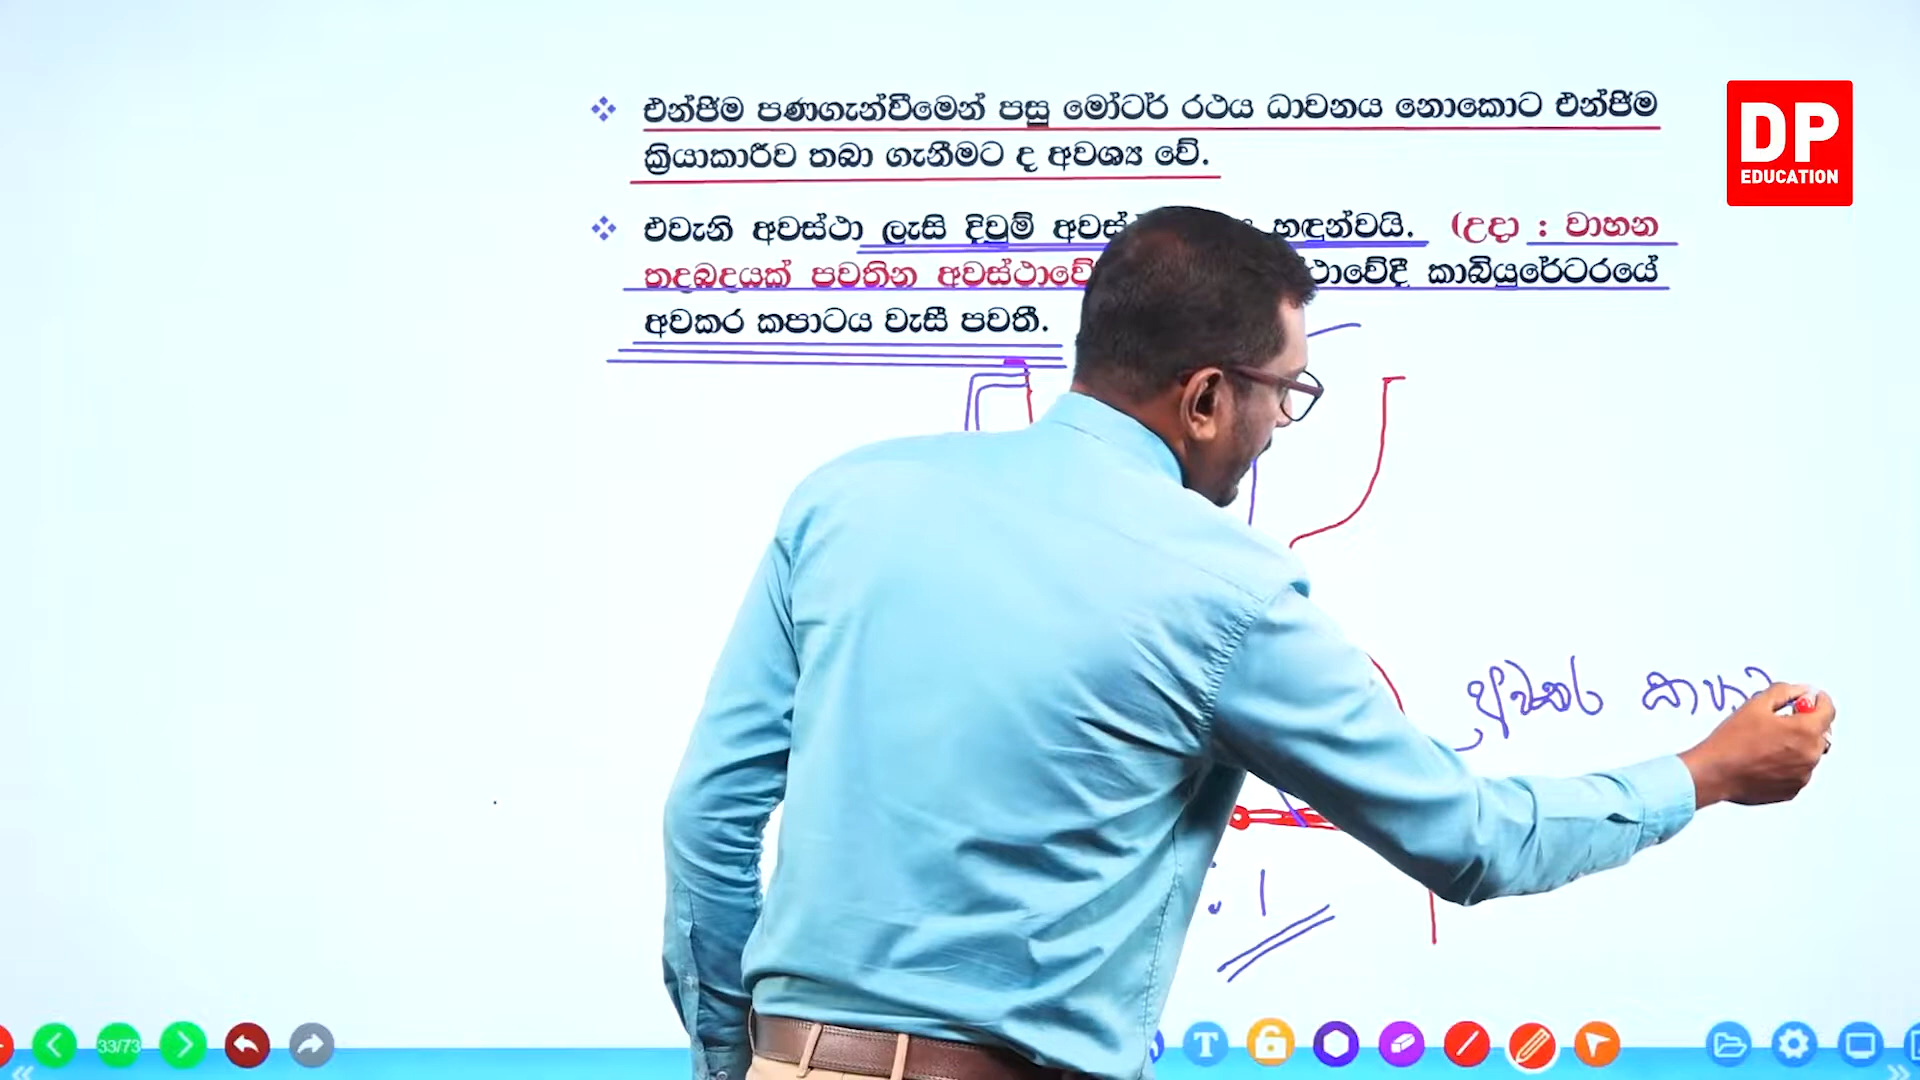 එන්ජිම පණගැන්වීමෙන් පසු මෝටර් රථය ධාවනය නොකොට එන්ජිම
ක්‍රියාකාරීව තබා ගැනීමට ද අවශ්‍ය වේ.
එවැනි අවස්ථා ලැසි දිවුම් හඳුන්වයි. (උදා : වාහන
තදබදයක් පවතින අවස්ථාවේ කාබියුරේටරයේ
අවකර කපාටය වැසී පවතී.
DP
EDUCATION
අවකර
33/73
T